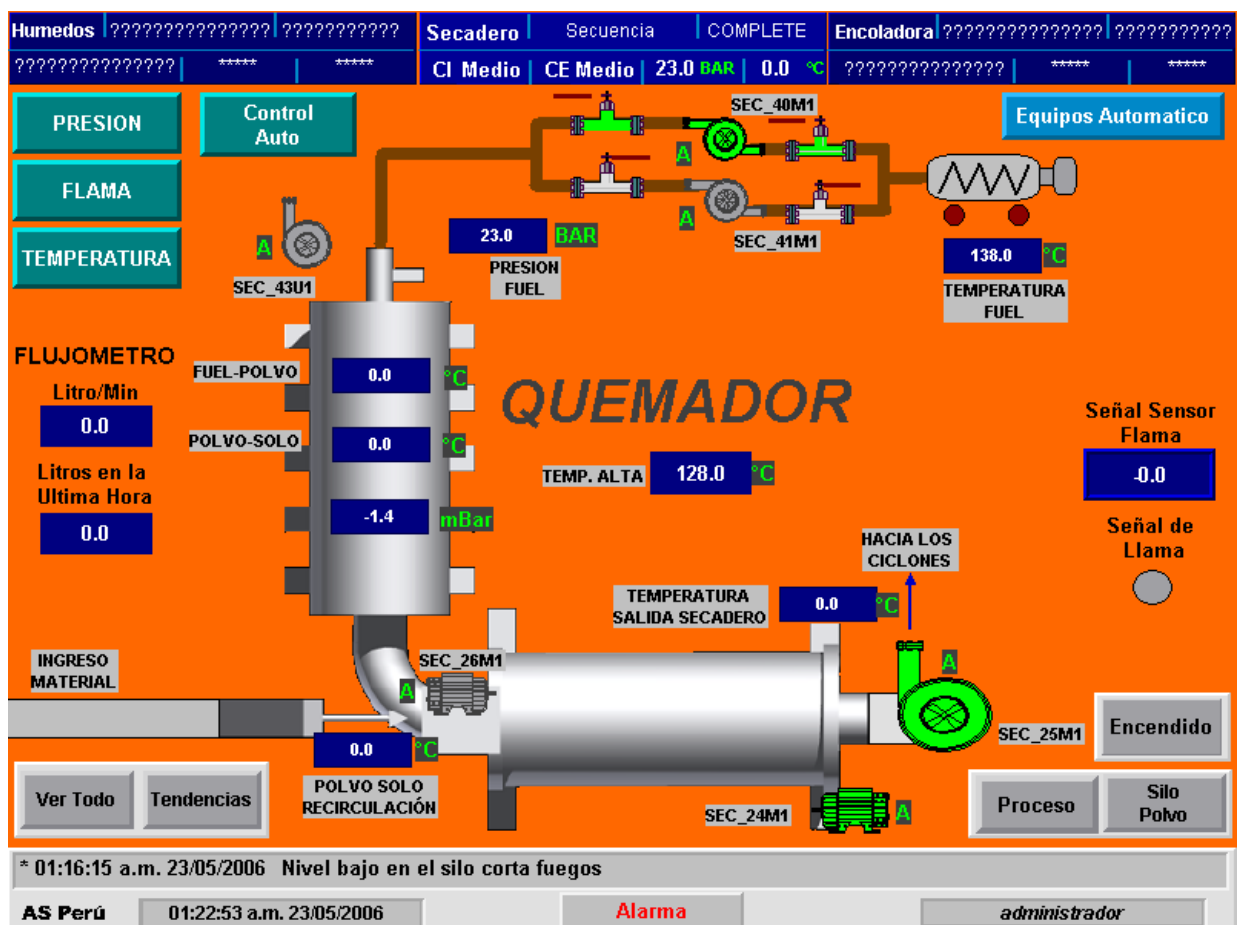 Humedos ??????????????? ???????????
??????????????? ***** *****
Secadero Secuencia COMPLETE
CI Medio CE Medio 23.0 BAR 0.0 °C
Encoladora ??????????????? ???????????
??????????????? ***** *****
PRESION
FLAMA
TEMPERATURA
Control
Auto
Equipos Automatico
SEC_40M1
A
A
SEC_41M1
A
SEC_43U1
23.0 BAR
PRESION
FUEL
138.0 °C
TEMPERATURA
FUEL
FLUJOMETRO
Litro/Min
0.0
Litros en la
Ultima Hora
0.0
FUEL-POLVO 0.0 °C
POLVO-SOLO 0.0 °C
-1.4 mBar
QUEMADOR
TEMP. ALTA 128.0 °C
Señal Sensor
Flama
-0.0
Señal de
Llama
HACIA LOS
CICLONES
TEMPERATURA
SALIDA SECADERO
0.0 °C
INGRESO
MATERIAL
SEC_26M1
A
A
SEC_25M1
Encendido
0.0 °C
POLVO SOLO
RECIRCULACIÓN
SEC_24M1
A
Ver Todo
Tendencias
Proceso
Silo
Polvo
* 01:16:15 a.m. 23/05/2006 Nivel bajo en el silo corta fuegos
AS Perú 01:22:53 a.m. 23/05/2006 Alarma administrador